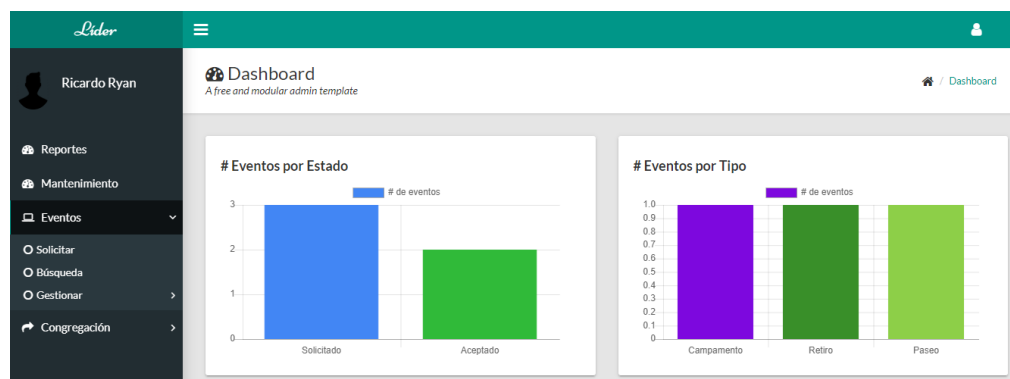 Líder
Ricardo Ryan
Reportes
Mantenimiento
Eventos
Solicitar
Búsqueda
Gestionar
Congregación
Dashboard
A free and modular admin template
/ Dashboard
# Eventos por Estado
# de eventos
3
2
1
0
Solicitado Aceptado
# Eventos por Tipo
# de eventos
1.0
0.9
0.8
0.7
0.6
0.5
0.4
0.3
0.2
0.1
0
Campamento Retiro Paseo